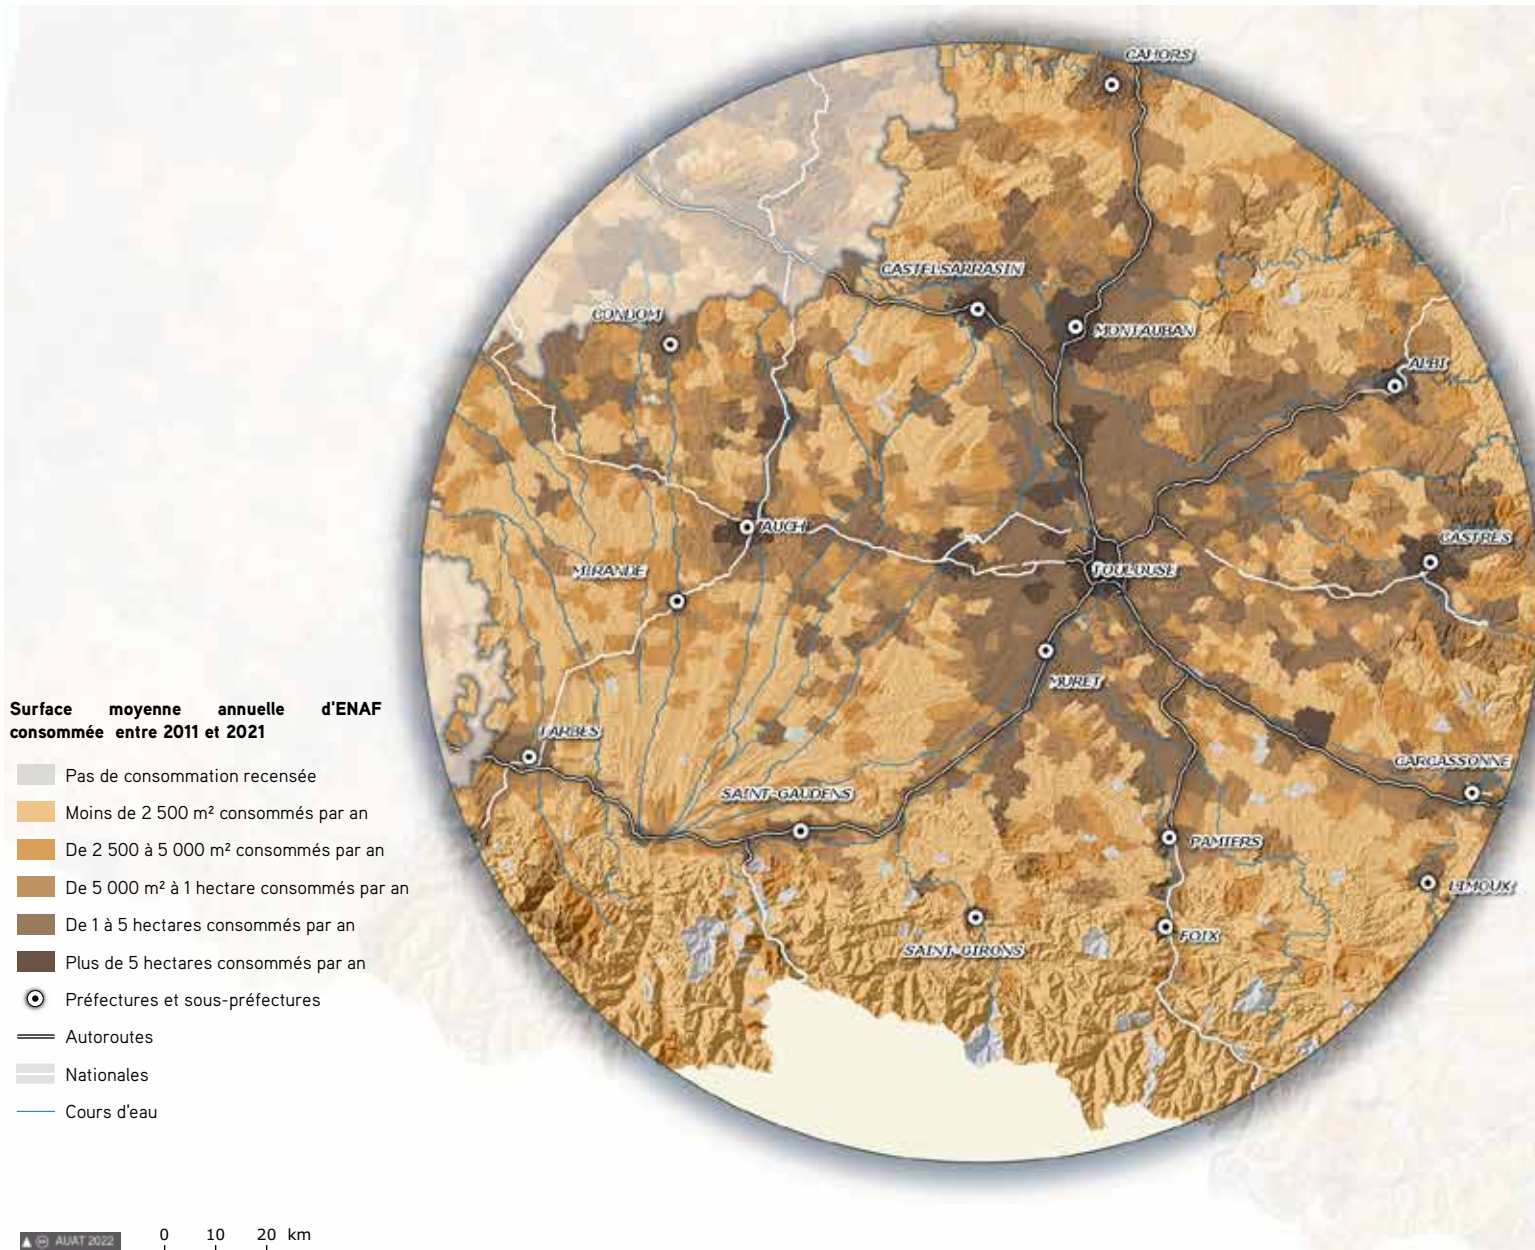 CAHORS
CASTELSARRASIN
CONDOM
MONTAUBAN
ALBI
AUCH
CASTRES
MIRANDE
TOULOUSE
MURET
Surface moyenne annuelle d'ENAF
consommée entre 2011 et 2021
TARBES
Pas de consommation recensée
CARCASSONNE
Moins de 2 500 m² consommés par an
SAINT-GAUDENS
De 2 500 à 5 000 m² consommés par an
PAMIERS
De 5 000 m² à 1 hectare consommés par an
LIMOUX
De 1 à 5 hectares consommés par an
FOIX
SAINT-GIRONS
Plus de 5 hectares consommés par an
Préfectures et sous-préfectures
Autoroutes
Nationales
Cours d'eau
AUAT 2022
0 10 20 km